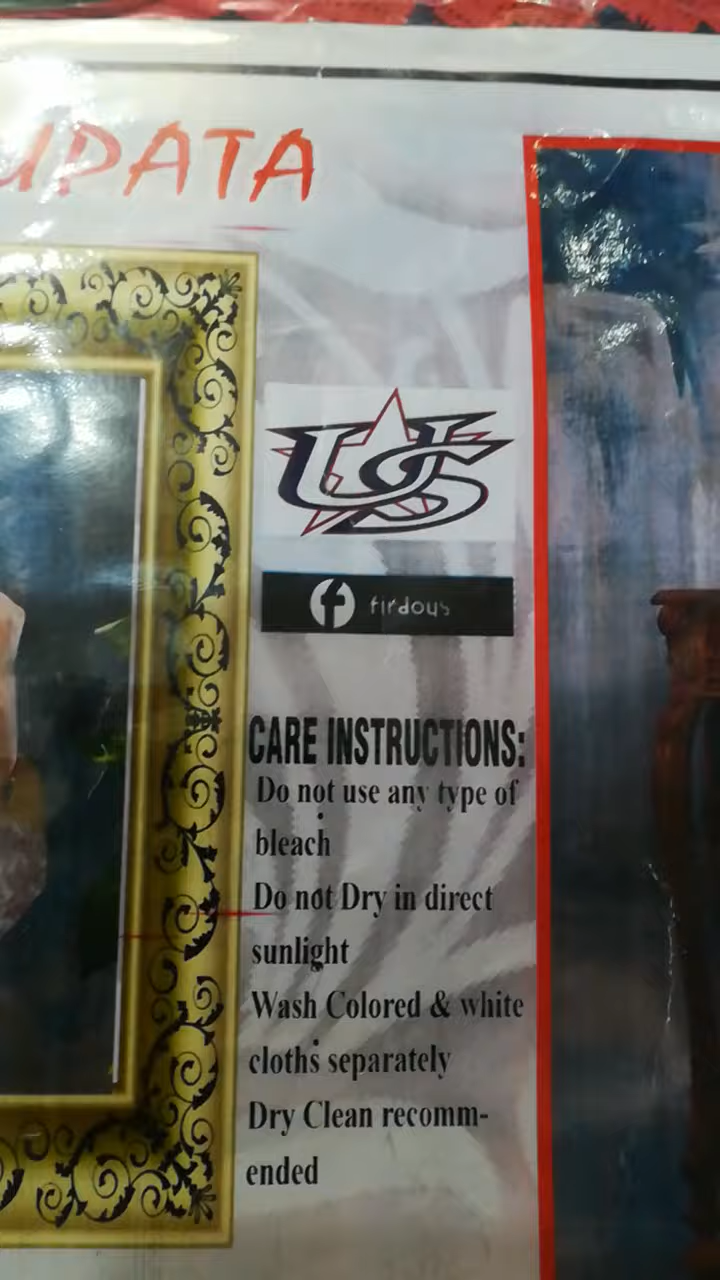 UPATA
US
firdous
CARE INSTRUCTIONS:
Do not use any type of
bleach
Do not Dry in direct
sunlight
Wash Colored & white
cloths separately
Dry Clean recomm-
ended